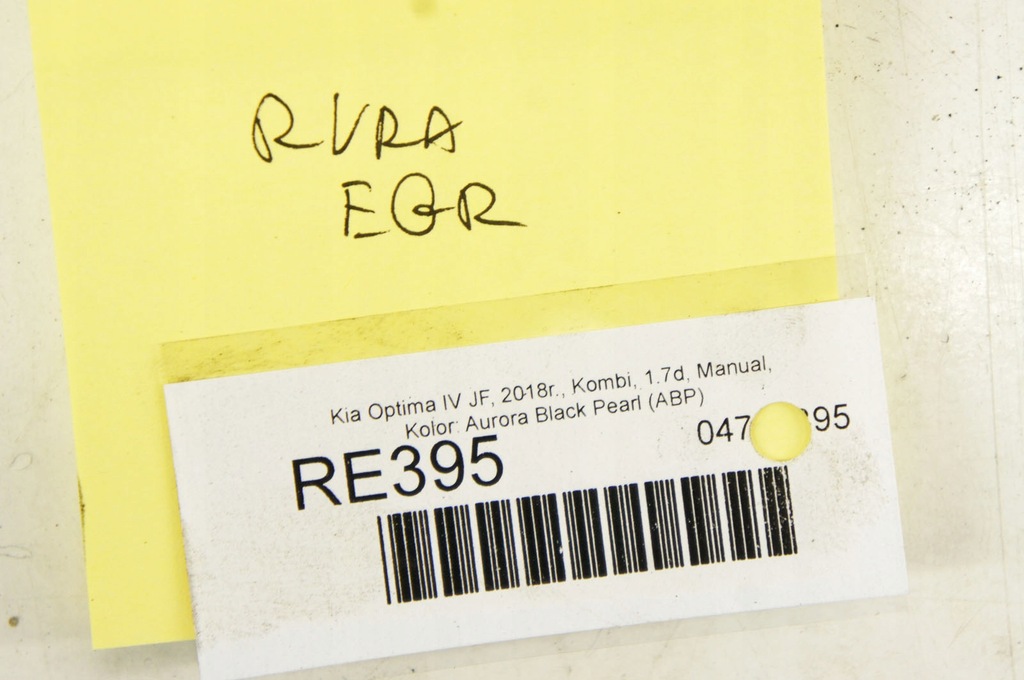 RURA
EGR
Kia Optima IV JF, 2018r., Kombi, 1.7d, Manual,
Kolor: Aurora Black Pearl (ABP)
RE395